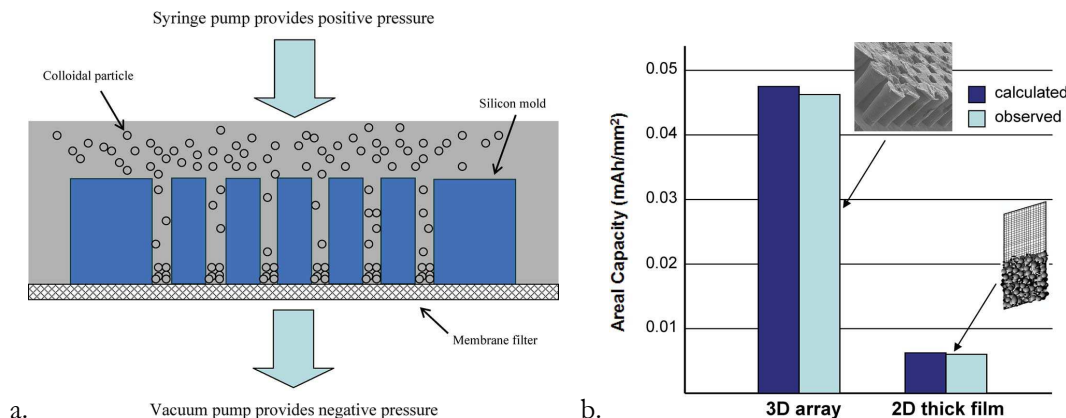 Syringe pump provides positive pressure
Colloidal particle
Silicon mold
Membrane filter
Vacuum pump provides negative pressure
a.
Areal Capacity (mAh/mm²)
0.05
0.04
0.03
0.02
0.01
calculated
observed
3D array
2D thick film
b.